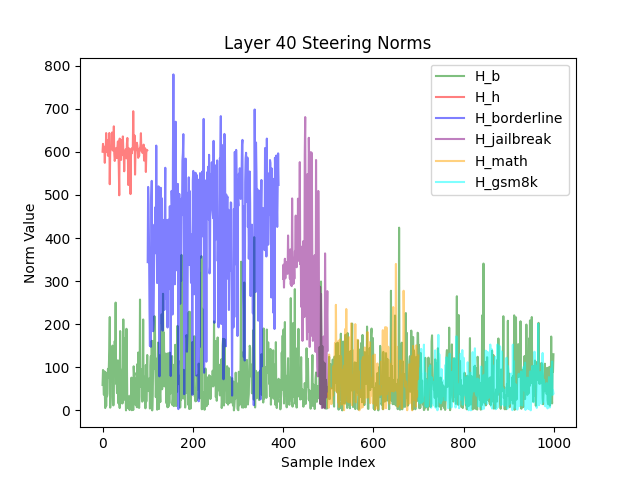 Layer 40 Steering Norms
800
700
600
500
400
300
200
100
0
Norm Value
0
200
400
600
800
1000
Sample Index
H_b
H_h
H_borderline
H_jailbreak
H_math
H_gsm8k